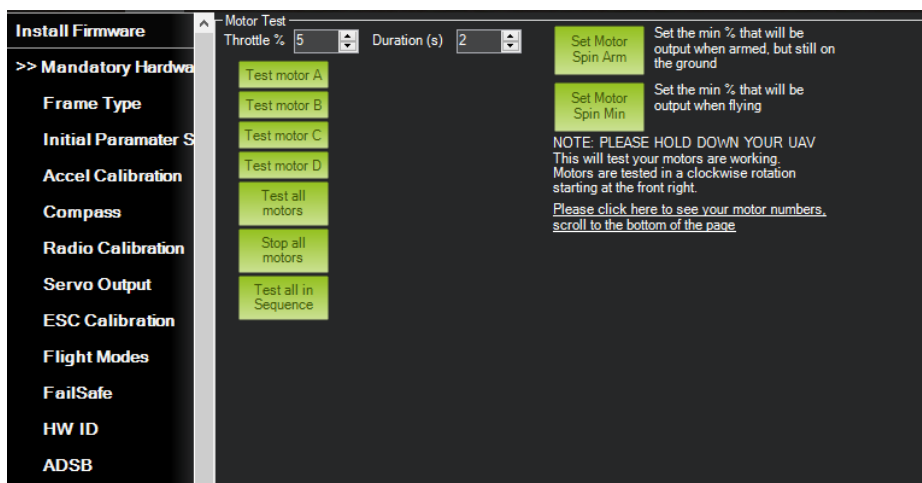 Install Firmware
>> Mandatory Hardwa
Frame Type
Initial Paramater S
Accel Calibration
Compass
Radio Calibration
Servo Output
ESC Calibration
Flight Modes
FailSafe
HW ID
ADSB
Motor Test
Throttle % 5 Duration (s) 2
Test motor A
Test motor B
Test motor C
Test motor D
Test all
motors
Stop all
motors
Test all in
Sequence
Set Motor
Spin Arm
Set the min % that will be
output when armed, but still on
the ground
Set Motor
Spin Min
Set the min % that will be
output when flying
NOTE: PLEASE HOLD DOWN YOUR UAV
This will test your motors are working.
Motors are tested in a clockwise rotation
starting at the front right.
Please click here to see your motor numbers,
scroll to the bottom of the page